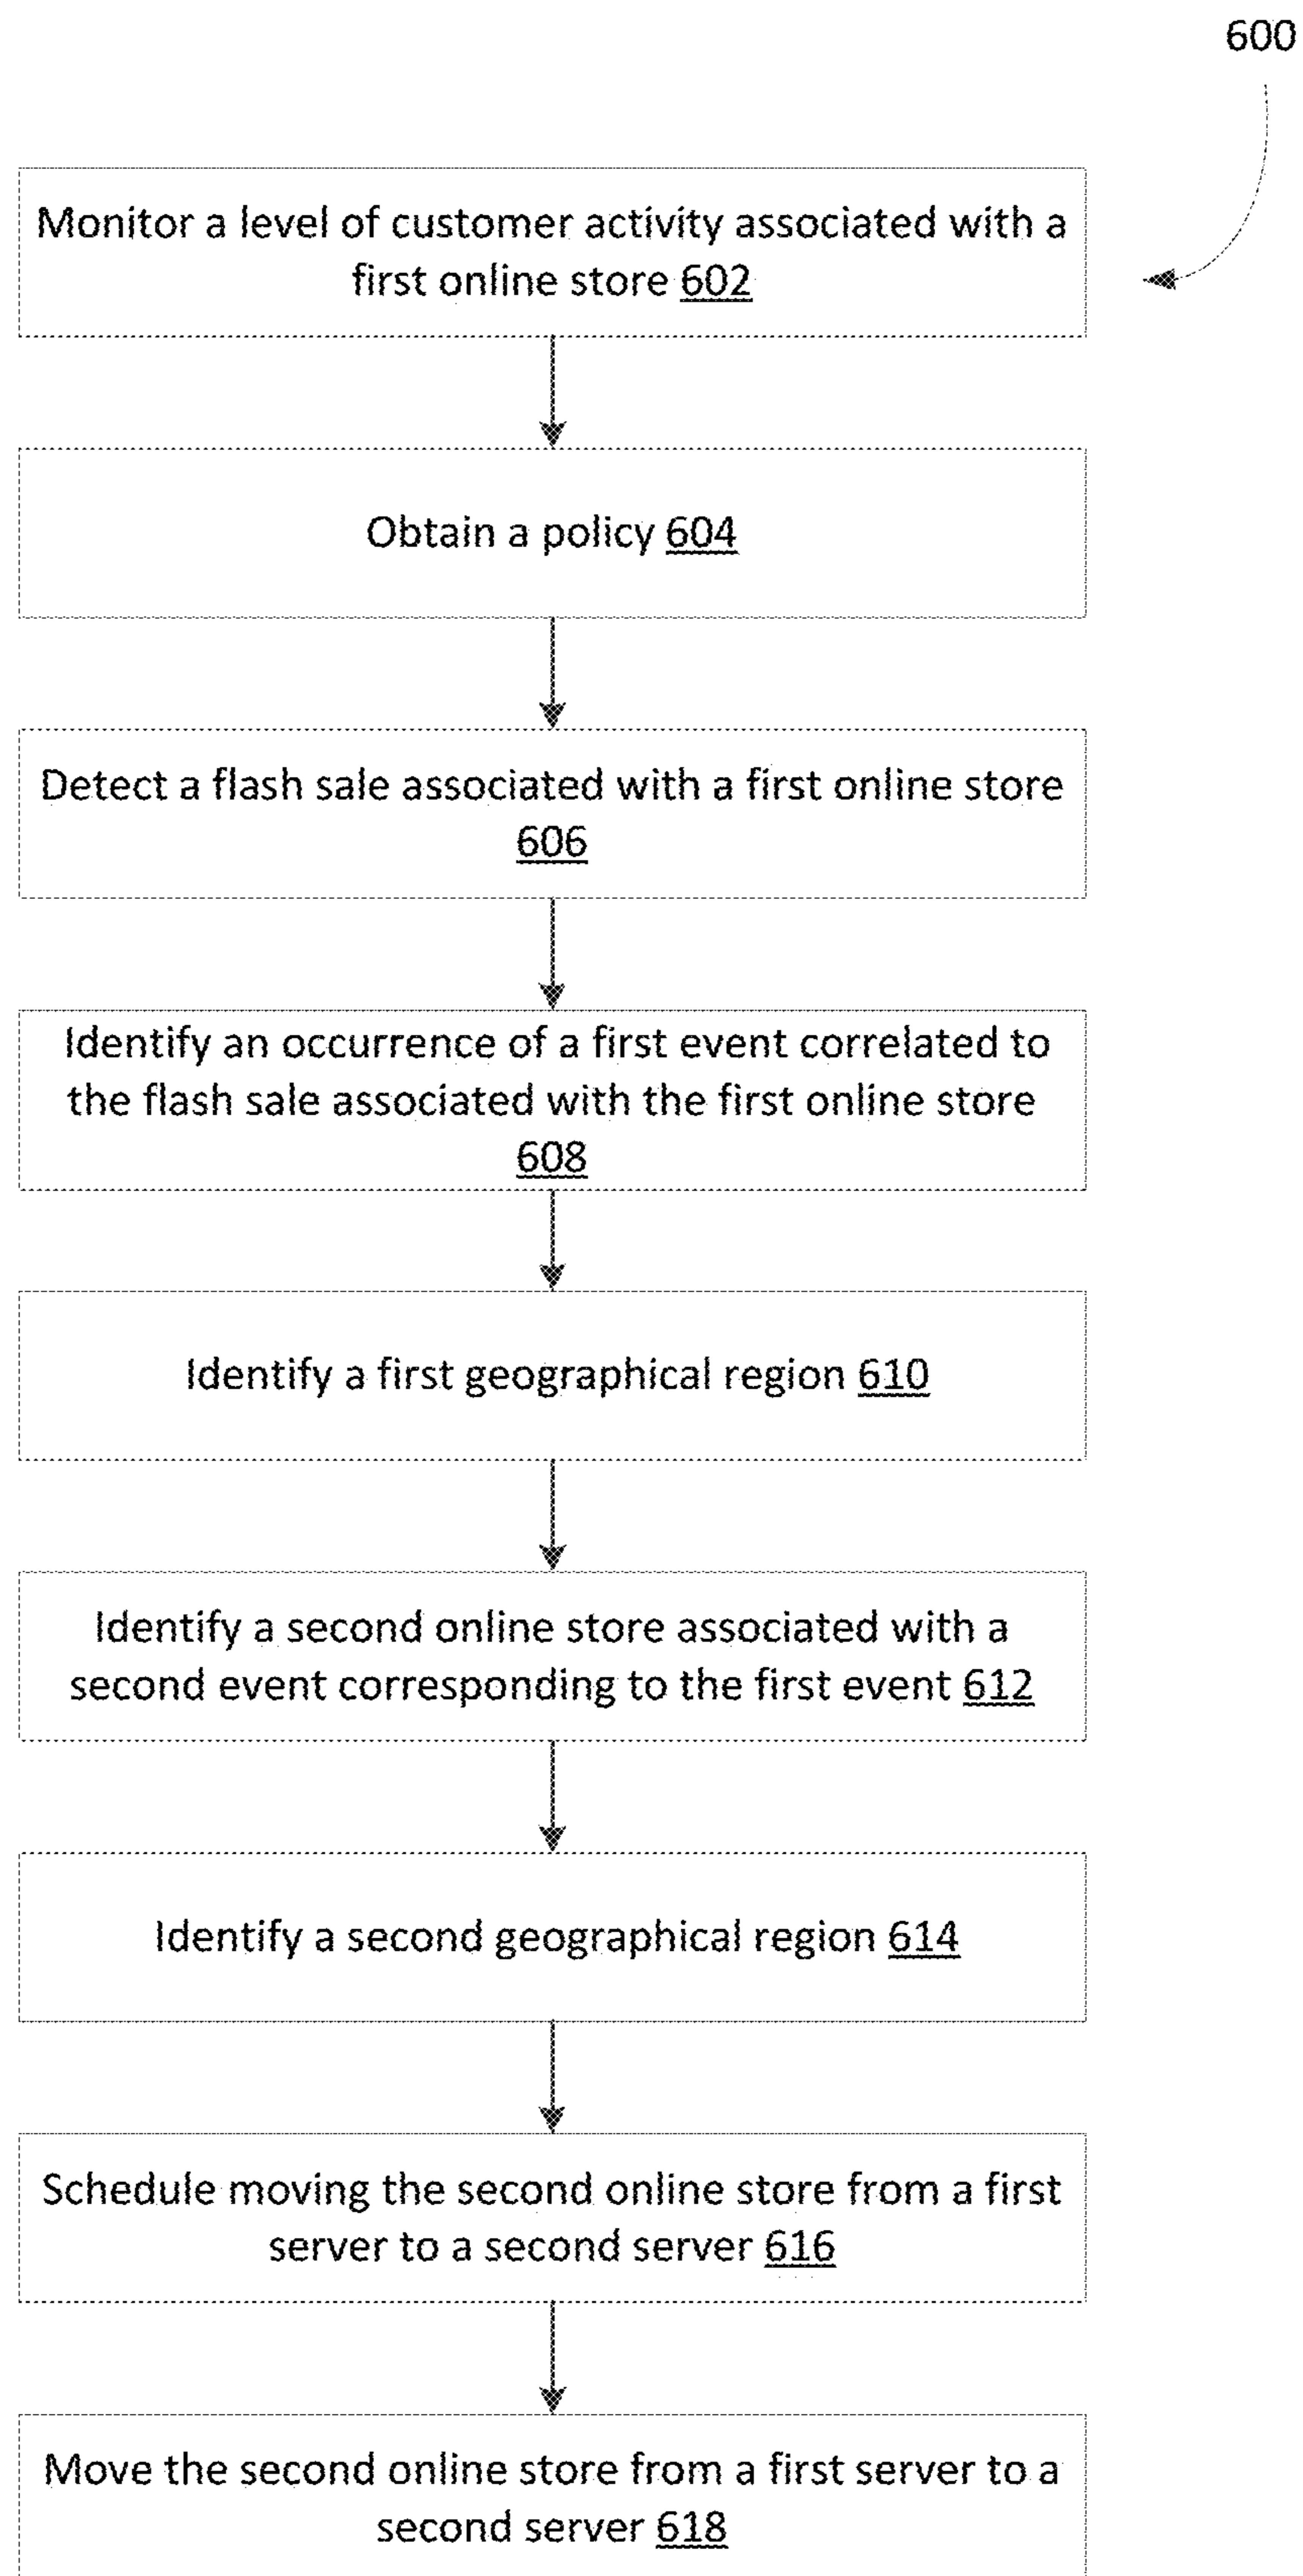 600
Monitor a level of customer activity associated with a
first online store 602
Obtain a policy 604
Detect a flash sale associated with a first online store
606
Identify an occurrence of a first event correlated to
the flash sale associated with the first online store
608
Identify a first geographical region 610
Identify a second online store associated with a
second event corresponding to the first event 612
Identify a second geographical region 614
Schedule moving the second online store from a first
server to a second server 616
Move the second online store from a first server to a
second server 618